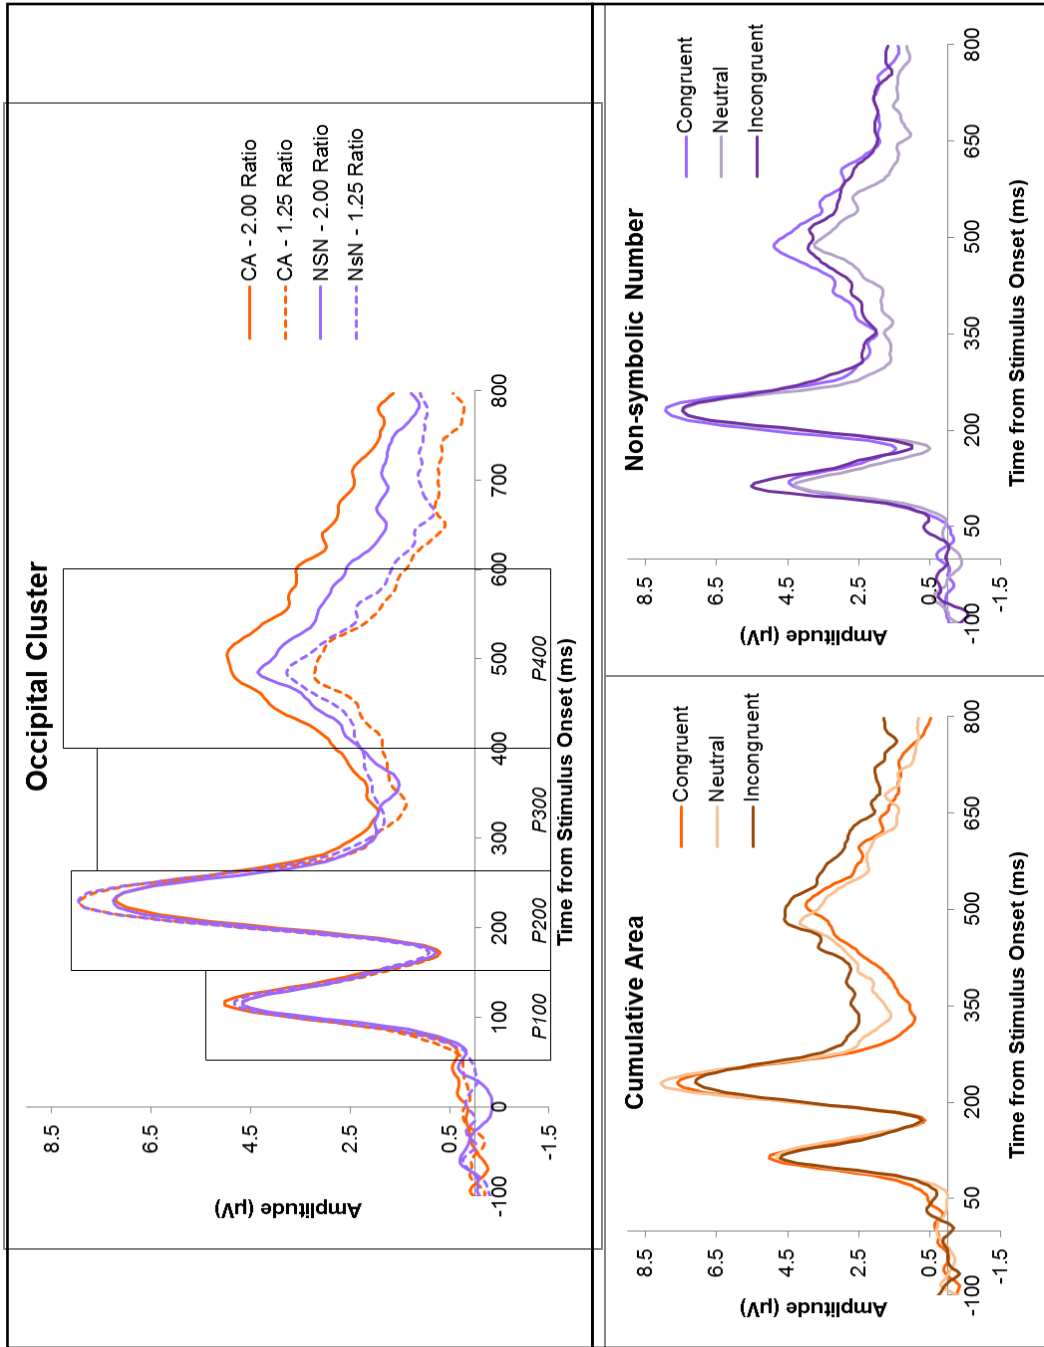 Occipital Cluster
8.5
6.5
4.5
2.5
0.5
-1.5
Amplitude (µV)
-100
0
100
200
300
400
500
600
700
800
P100
P200
P300
P400
Time from Stimulus Onset (ms)
CA - 2.00 Ratio
CA - 1.25 Ratio
NSN - 2.00 Ratio
NsN - 1.25 Ratio
Cumulative Area
8.5
6.5
4.5
2.5
0.5
-1.5
Amplitude (µV)
-100
50
200
350
500
650
800
Time from Stimulus Onset (ms)
Congruent
Neutral
Incongruent
Non-symbolic Number
8.5
6.5
4.5
2.5
0.5
-1.5
Amplitude (µV)
-100
50
200
350
500
650
800
Time from Stimulus Onset (ms)
Congruent
Neutral
Incongruent